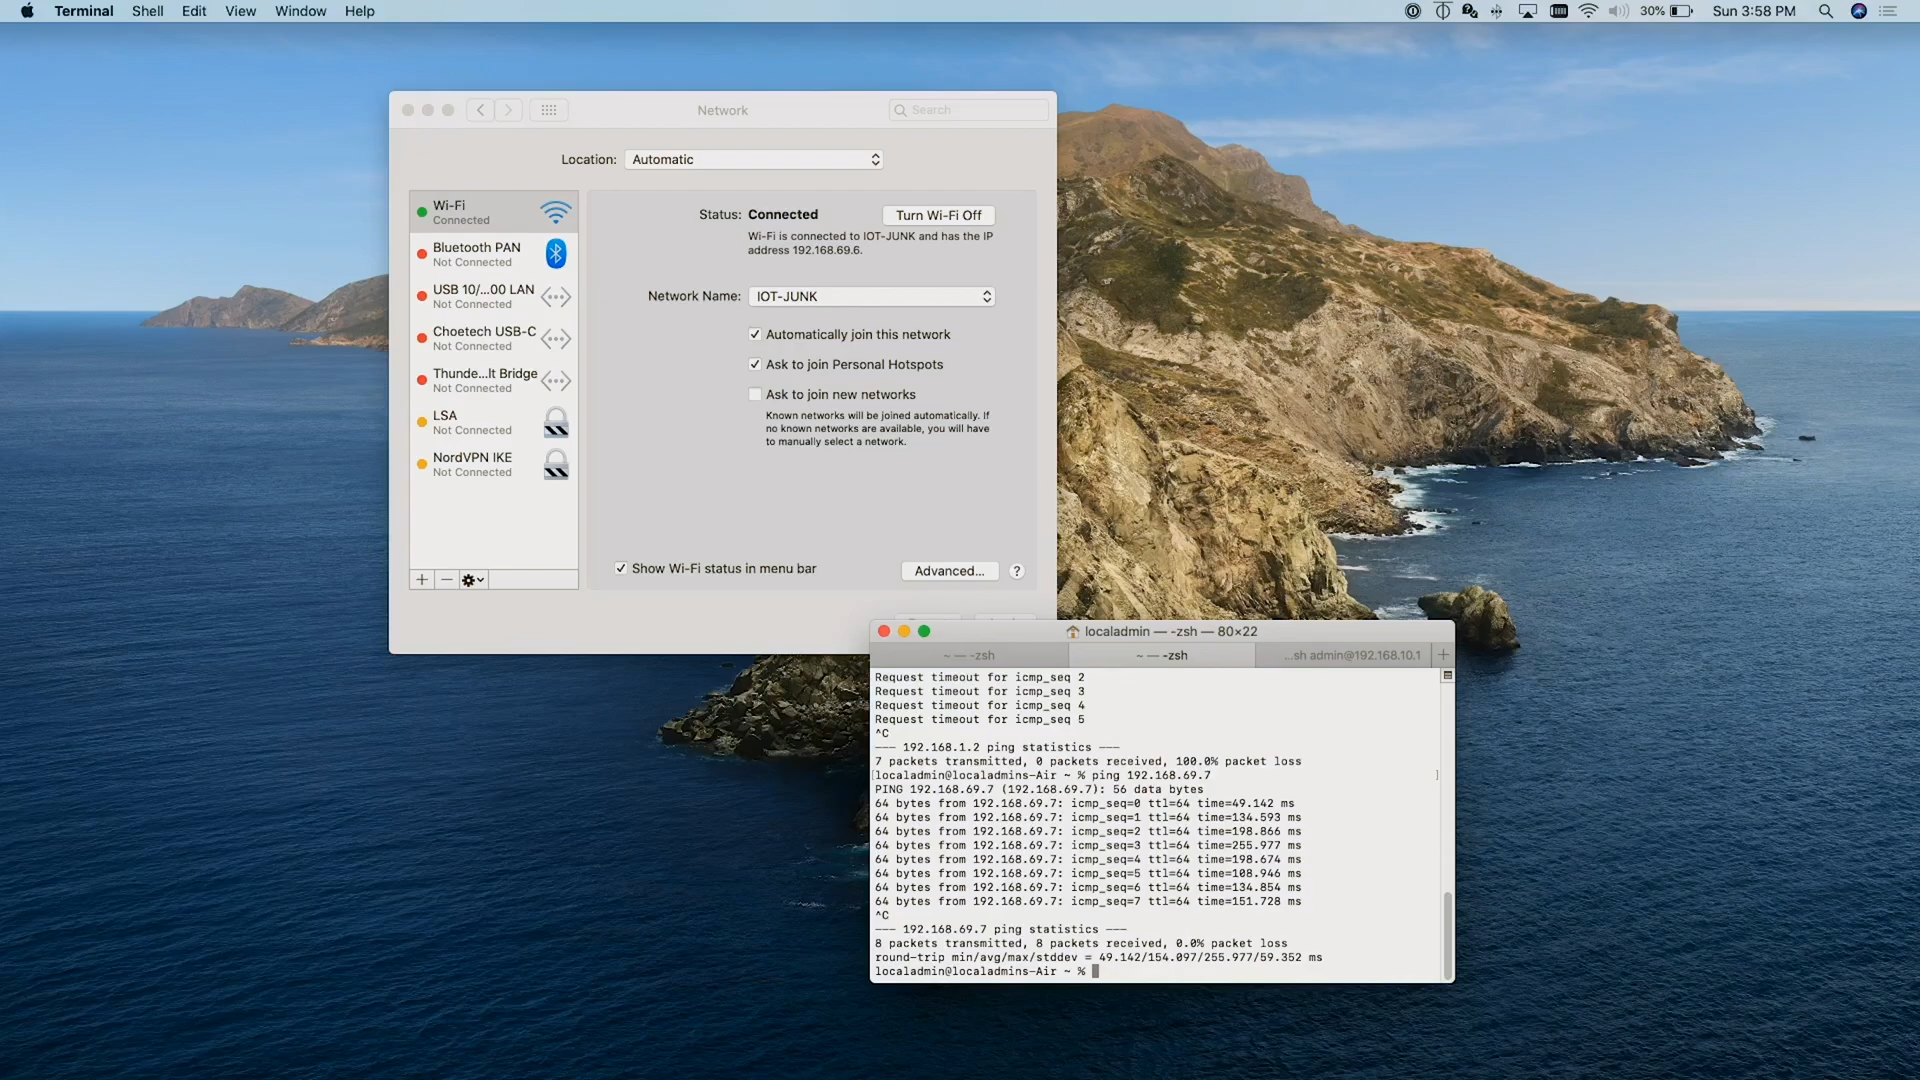 Terminal Shell Edit View Window Help
30% Sun 3:58 PM
Network
Search
Location: Automatic
Wi-Fi
Connected
Bluetooth PAN
Not Connected
USB 10/...00 LAN
Not Connected
Choetech USB-C
Not Connected
Thunde...lt Bridge
Not Connected
LSA
Not Connected
NordVPN IKE
Not Connected
Status: Connected
Turn Wi-Fi Off
Wi-Fi is connected to IOT-JUNK and has the IP
address 192.168.69.6.
Network Name: IOT-JUNK
Automatically join this network
Ask to join Personal Hotspots
Ask to join new networks
Known networks will be joined automatically. If
no known networks are available, you will have
to manually select a network.
Show Wi-Fi status in menu bar
Advanced...
?
localadmin — -zsh — 80×22
~ — -zsh
~ — -zsh
...sh admin@192.168.10.1
Request timeout for icmp_seq 2
Request timeout for icmp_seq 3
Request timeout for icmp_seq 4
Request timeout for icmp_seq 5
^C
--- 192.168.1.2 ping statistics ---
7 packets transmitted, 0 packets received, 100.0% packet loss
[localadmin@localadmins-Air ~ % ping 192.168.69.7 ]
PING 192.168.69.7 (192.168.69.7): 56 data bytes
64 bytes from 192.168.69.7: icmp_seq=0 ttl=64 time=49.142 ms
64 bytes from 192.168.69.7: icmp_seq=1 ttl=64 time=134.593 ms
64 bytes from 192.168.69.7: icmp_seq=2 ttl=64 time=198.866 ms
64 bytes from 192.168.69.7: icmp_seq=3 ttl=64 time=255.977 ms
64 bytes from 192.168.69.7: icmp_seq=4 ttl=64 time=198.674 ms
64 bytes from 192.168.69.7: icmp_seq=5 ttl=64 time=108.946 ms
64 bytes from 192.168.69.7: icmp_seq=6 ttl=64 time=134.854 ms
64 bytes from 192.168.69.7: icmp_seq=7 ttl=64 time=151.728 ms
^C
--- 192.168.69.7 ping statistics ---
8 packets transmitted, 8 packets received, 0.0% packet loss
round-trip min/avg/max/stddev = 49.142/154.097/255.977/59.352 ms
localadmin@localadmins-Air ~ %